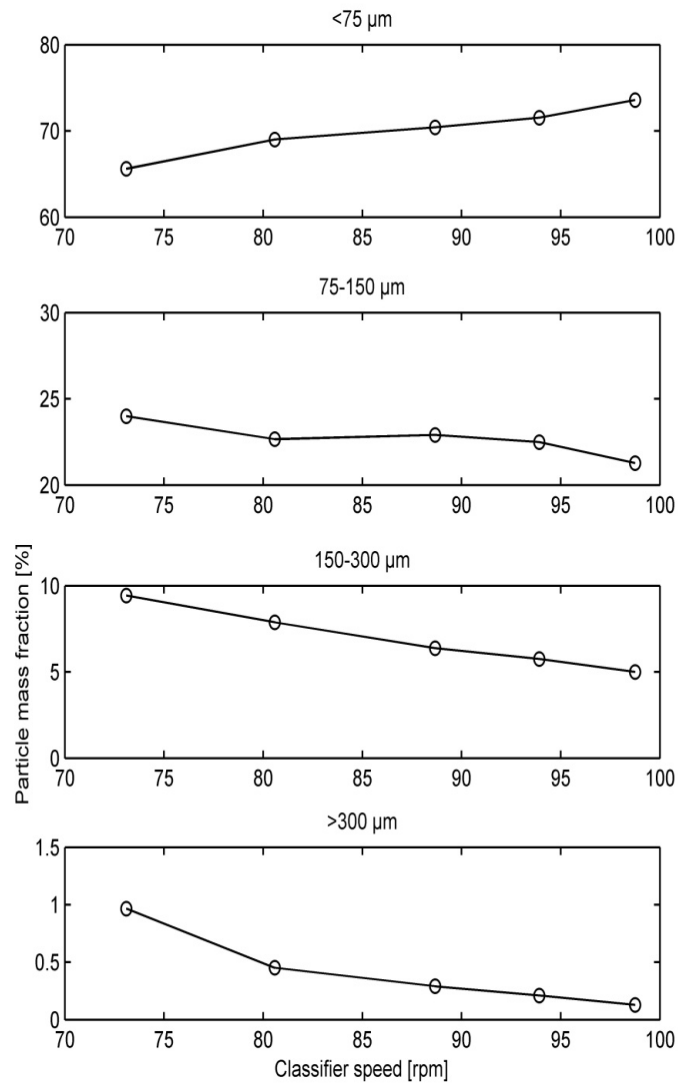 <75 µm
80
70
60
70 75 80 85 90 95 100
75-150 µm
30
25
20
70 75 80 85 90 95 100
150-300 µm
10
5
0
70 75 80 85 90 95 100
>300 µm
1.5
1
0.5
0
70 75 80 85 90 95 100
Classifier speed [rpm]
Particle mass fraction [%]